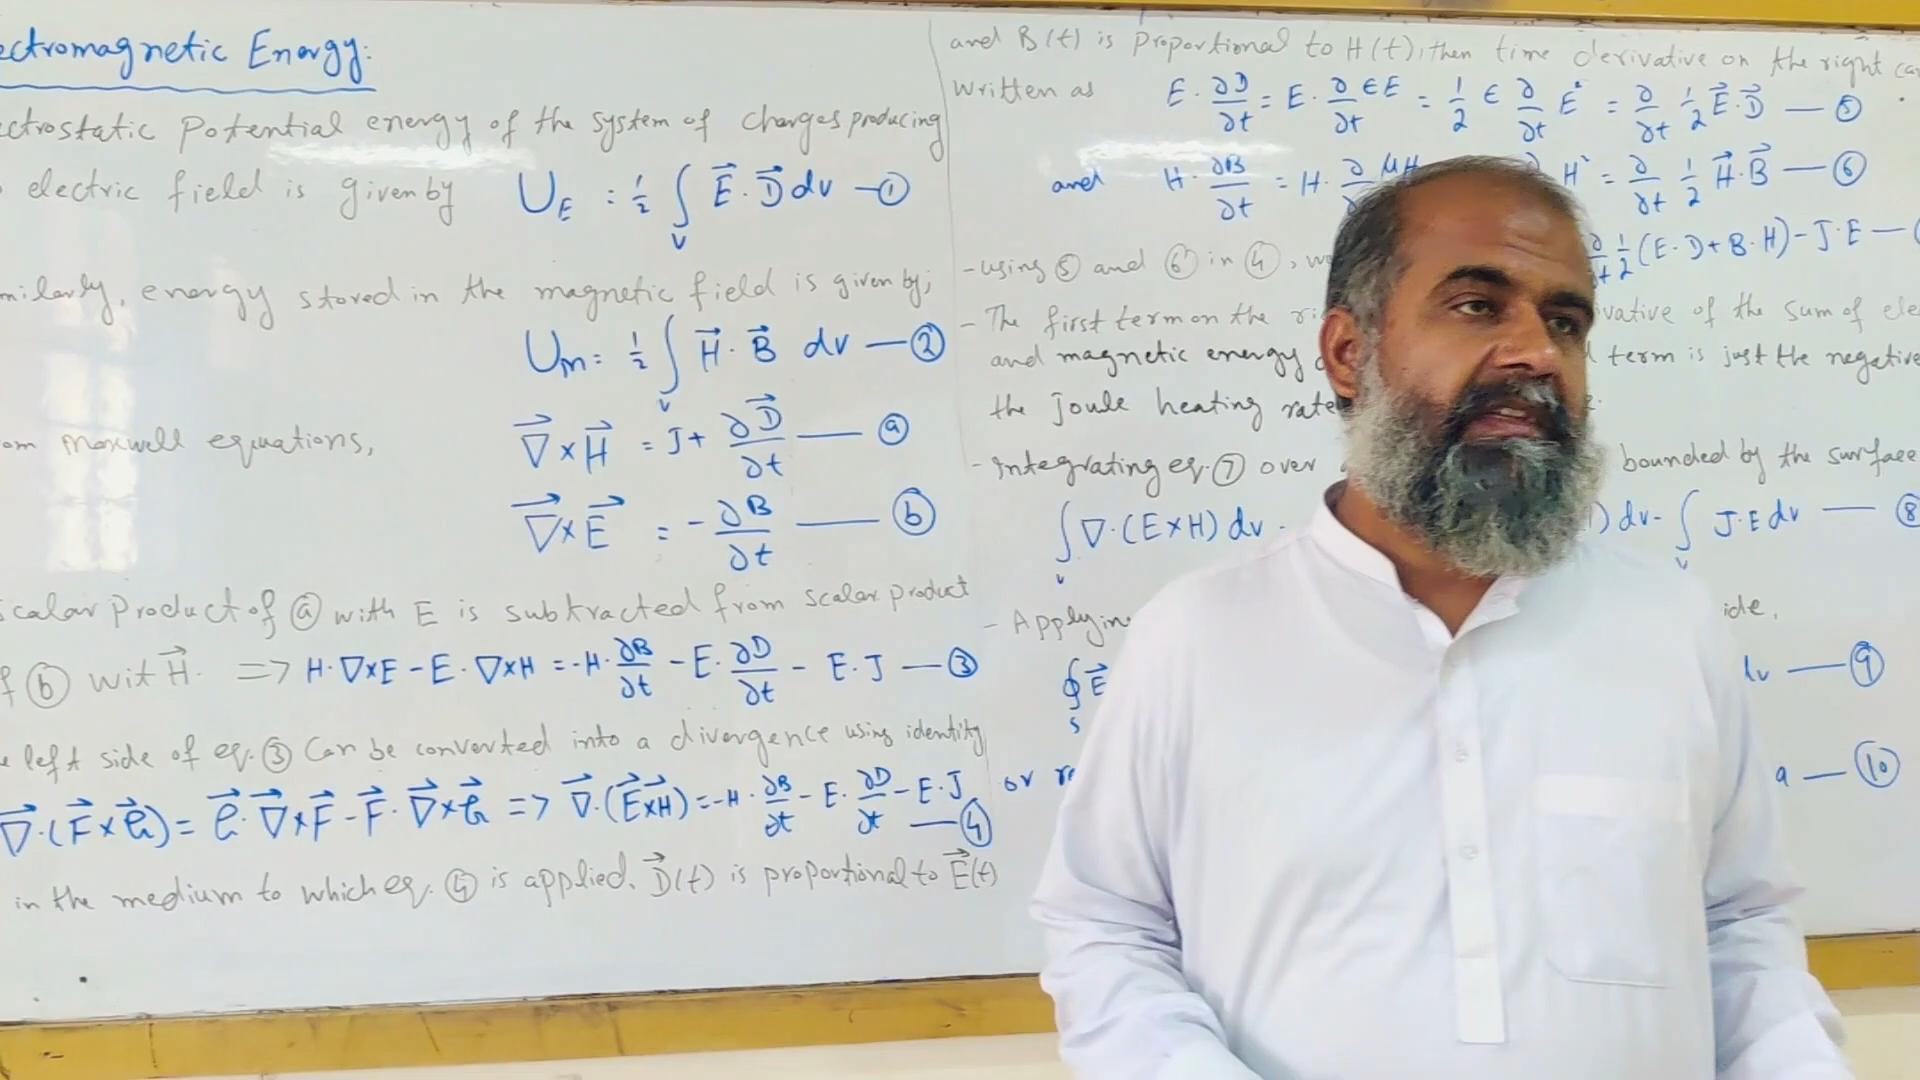 ectromagnetic Energy:
ectrostatic Potential energy of the system of charges producing
electric field is given by U_E = ½ ∫_V E⃗ · D⃗ dv — ①
milarly, energy stored in the magnetic field is given by;
U_m = ½ ∫_V H⃗ · B⃗ dv — ②
om maxwell equations, ∇⃗ × H⃗ = J + ∂D⃗/∂t — ⓐ
∇⃗ × E⃗ = - ∂B/∂t — ⓑ
scalar product of ⓐ with E is subtracted from scalar product
f ⓑ wit H⃗. => H · ∇×E - E · ∇×H = -H · ∂B/∂t - E · ∂D/∂t - E · J — ③
e left side of eq. ③ Can be converted into a divergence using identity
∇⃗ · (F⃗ × G⃗) = G⃗ · ∇⃗ × F⃗ - F⃗ · ∇⃗ × G⃗ => ∇⃗ · (E⃗ × H⃗) = -H · ∂B/∂t - E · ∂D/∂t - E · J — ④
in the medium to which eq. ④ is applied, D⃗(t) is proportional to E⃗(t)
and B(t) is proportional to H(t), then time derivative on the right ca
written as E · ∂D/∂t = E · ∂/∂t ϵE = ½ ϵ ∂/∂t E² = ∂/∂t ½ E⃗ · D⃗ — ⑤
and H · ∂B/∂t = H · ∂/∂t μH H² = ∂/∂t ½ H⃗ · B⃗ — ⑥
- using ⑤ and ⑥ in ④, ½ (E · D + B · H) - J · E —
- The first term on the vative of the sum of ele
and magnetic energy term is just the negative
the joule heating rate
- Integrating eq. ⑦ over bounded by the surface
∫_V ∇ · (E × H) dv ) dv - ∫_V J · E dv — ⑧
- Applyin ide,
∮_S E⃗ dv — ⑨
or a — ⑩